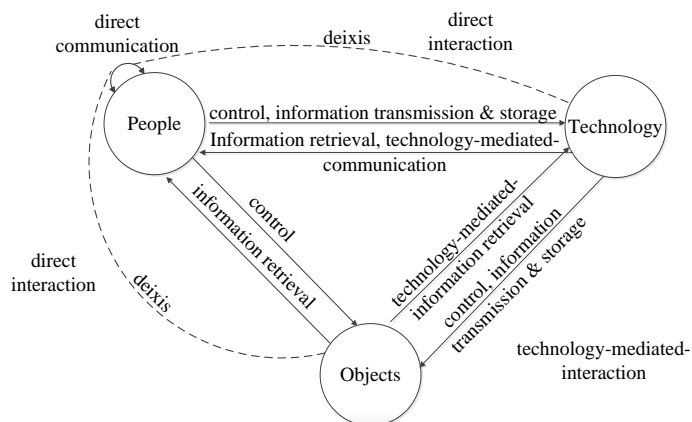 direct
communication
deixis
direct
interaction
People
control, information transmission & storage
Information retrieval, technology-mediated-
communication
Technology
control
information retrieval
technology-mediated-
information retrieval
control, information
transmission & storage
direct
interaction
deixis
Objects
technology-mediated-
interaction